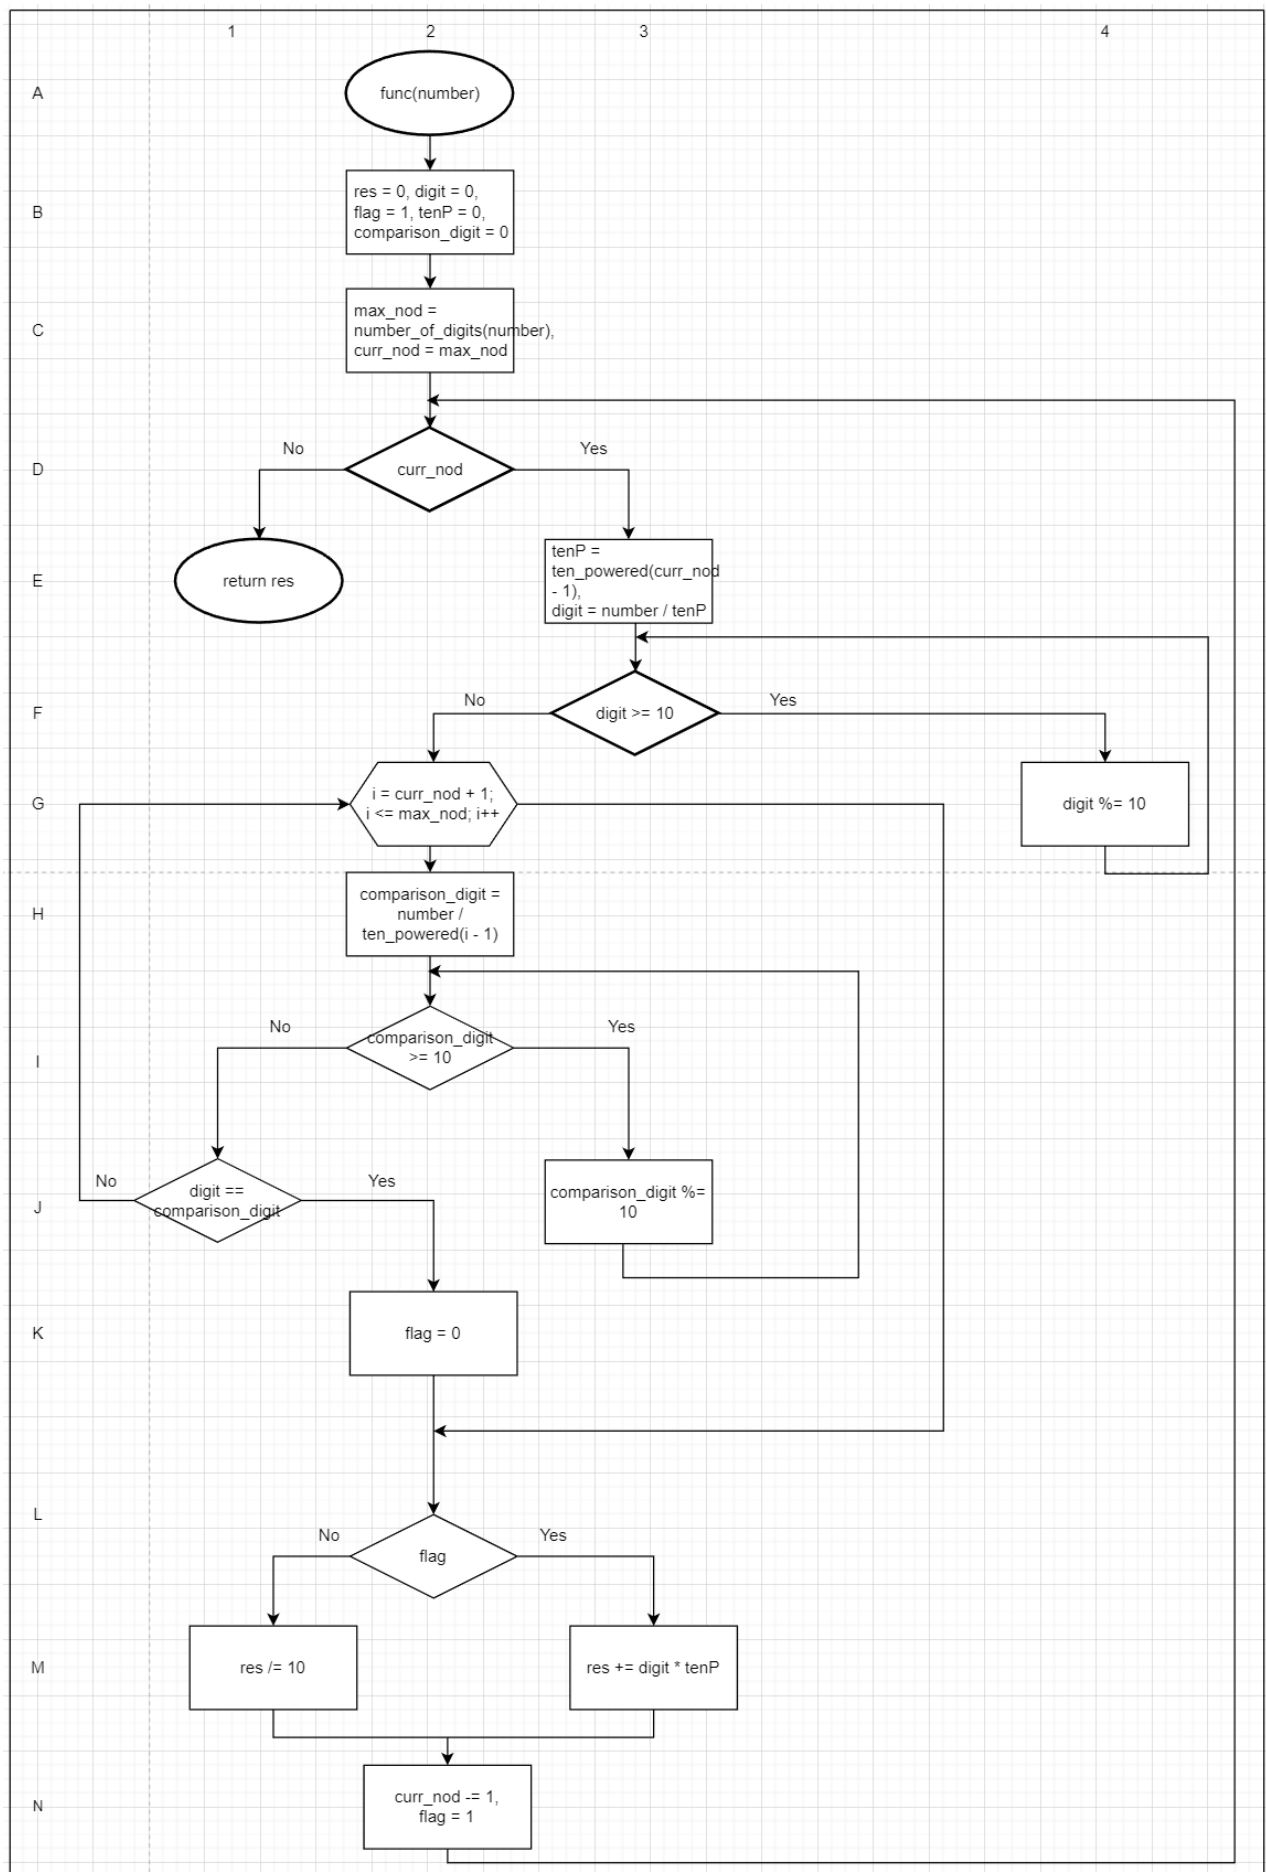 1 2 3 4
A
func(number)
B
res = 0, digit = 0,
flag = 1, tenP = 0,
comparison_digit = 0
C
max_nod =
number_of_digits(number),
curr_nod = max_nod
No
Yes
D
curr_nod
E
return res
tenP =
ten_powered(curr_nod
- 1),
digit = number / tenP
No
Yes
F
digit >= 10
G
i = curr_nod + 1;
i <= max_nod; i++
digit %= 10
H
comparison_digit =
number /
ten_powered(i - 1)
No
Yes
I
comparison_digit
>= 10
No
Yes
J
digit ==
comparison_digit
comparison_digit %=
10
K
flag = 0
L
No
Yes
flag
M
res /= 10
res += digit * tenP
N
curr_nod -= 1,
flag = 1